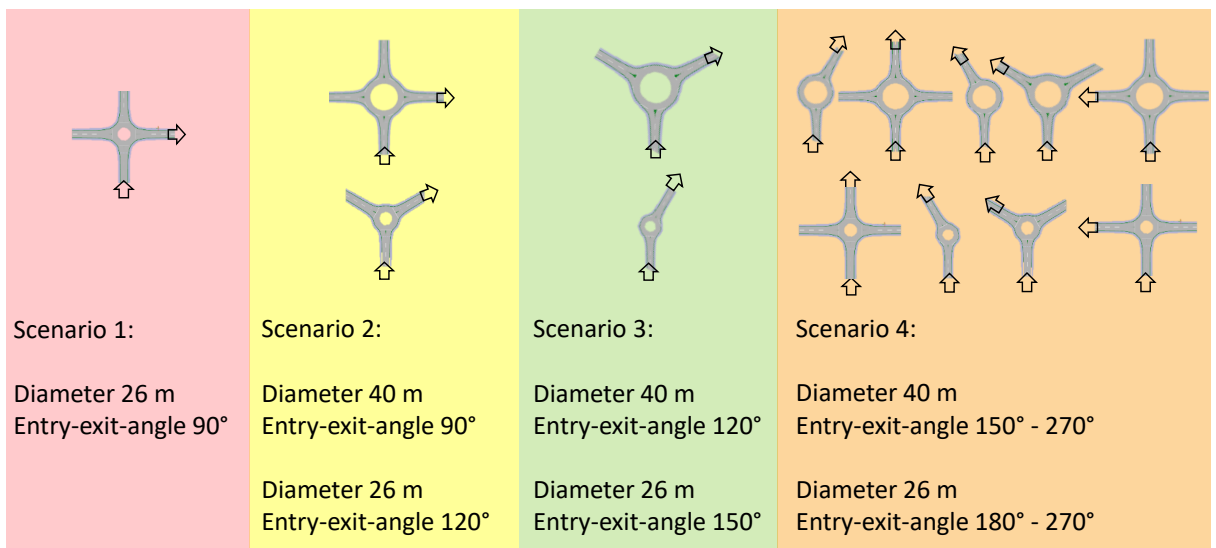 Scenario 1:
Diameter 26 m
Entry-exit-angle 90°
Scenario 2:
Diameter 40 m
Entry-exit-angle 90°
Diameter 26 m
Entry-exit-angle 120°
Scenario 3:
Diameter 40 m
Entry-exit-angle 120°
Diameter 26 m
Entry-exit-angle 150°
Scenario 4:
Diameter 40 m
Entry-exit-angle 150° - 270°
Diameter 26 m
Entry-exit-angle 180° - 270°